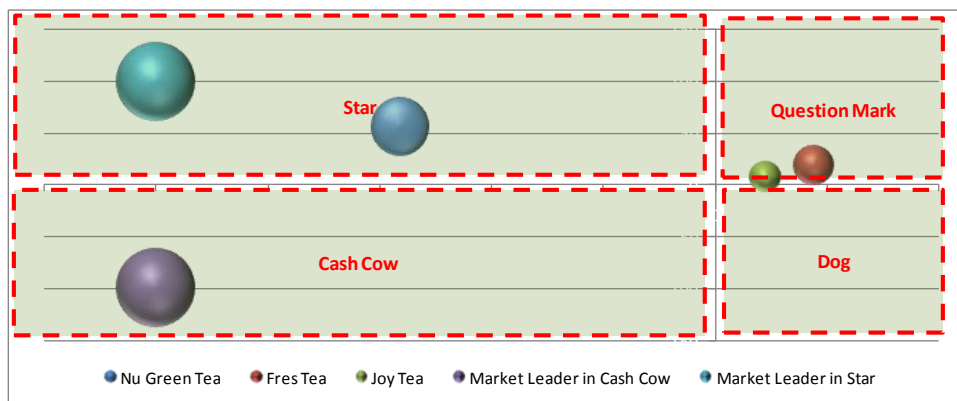 Star
Question Mark
Cash Cow
Dog
Nu Green Tea
Fres Tea
Joy Tea
Market Leader in Cash Cow
Market Leader in Star